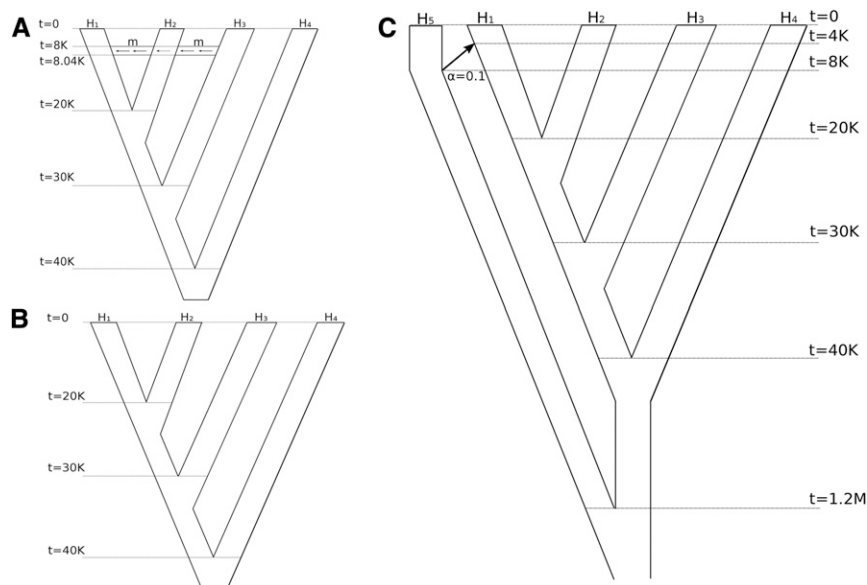 A
t=0 H₁ H₂ H₃ H₄
t=8K m m
t=8.04K
t=20K
t=30K
t=40K
B
t=0 H₁ H₂ H₃ H₄
t=20K
t=30K
t=40K
C
H₅ H₁ H₂ H₃ H₄ t=0
t=4K
α=0.1 t=8K
t=20K
t=30K
t=40K
t=1.2M